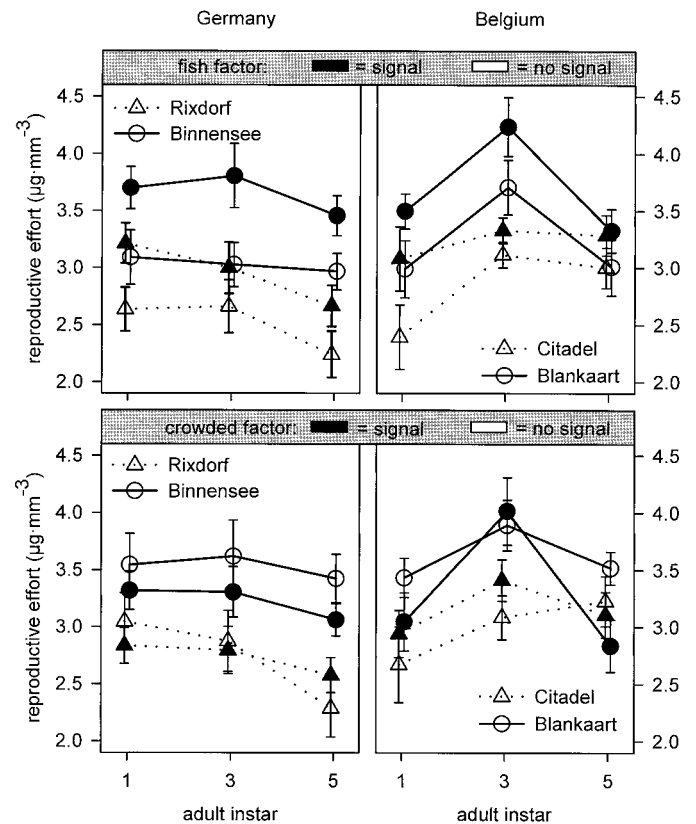 Germany Belgium
fish factor: = signal = no signal
4.5 Rixdorf 4.5
Binnensee
4.0 4.0
3.5 3.5
3.0 3.0
2.5 2.5
Citadel
Blankaart
2.0 2.0
reproductive effort (µg·mm⁻³)
crowded factor: = signal = no signal
4.5 Rixdorf 4.5
Binnensee
4.0 4.0
3.5 3.5
3.0 3.0
2.5 2.5
Citadel
Blankaart
2.0 2.0
reproductive effort (µg·mm⁻³)
1 3 5 1 3 5
adult instar adult instar